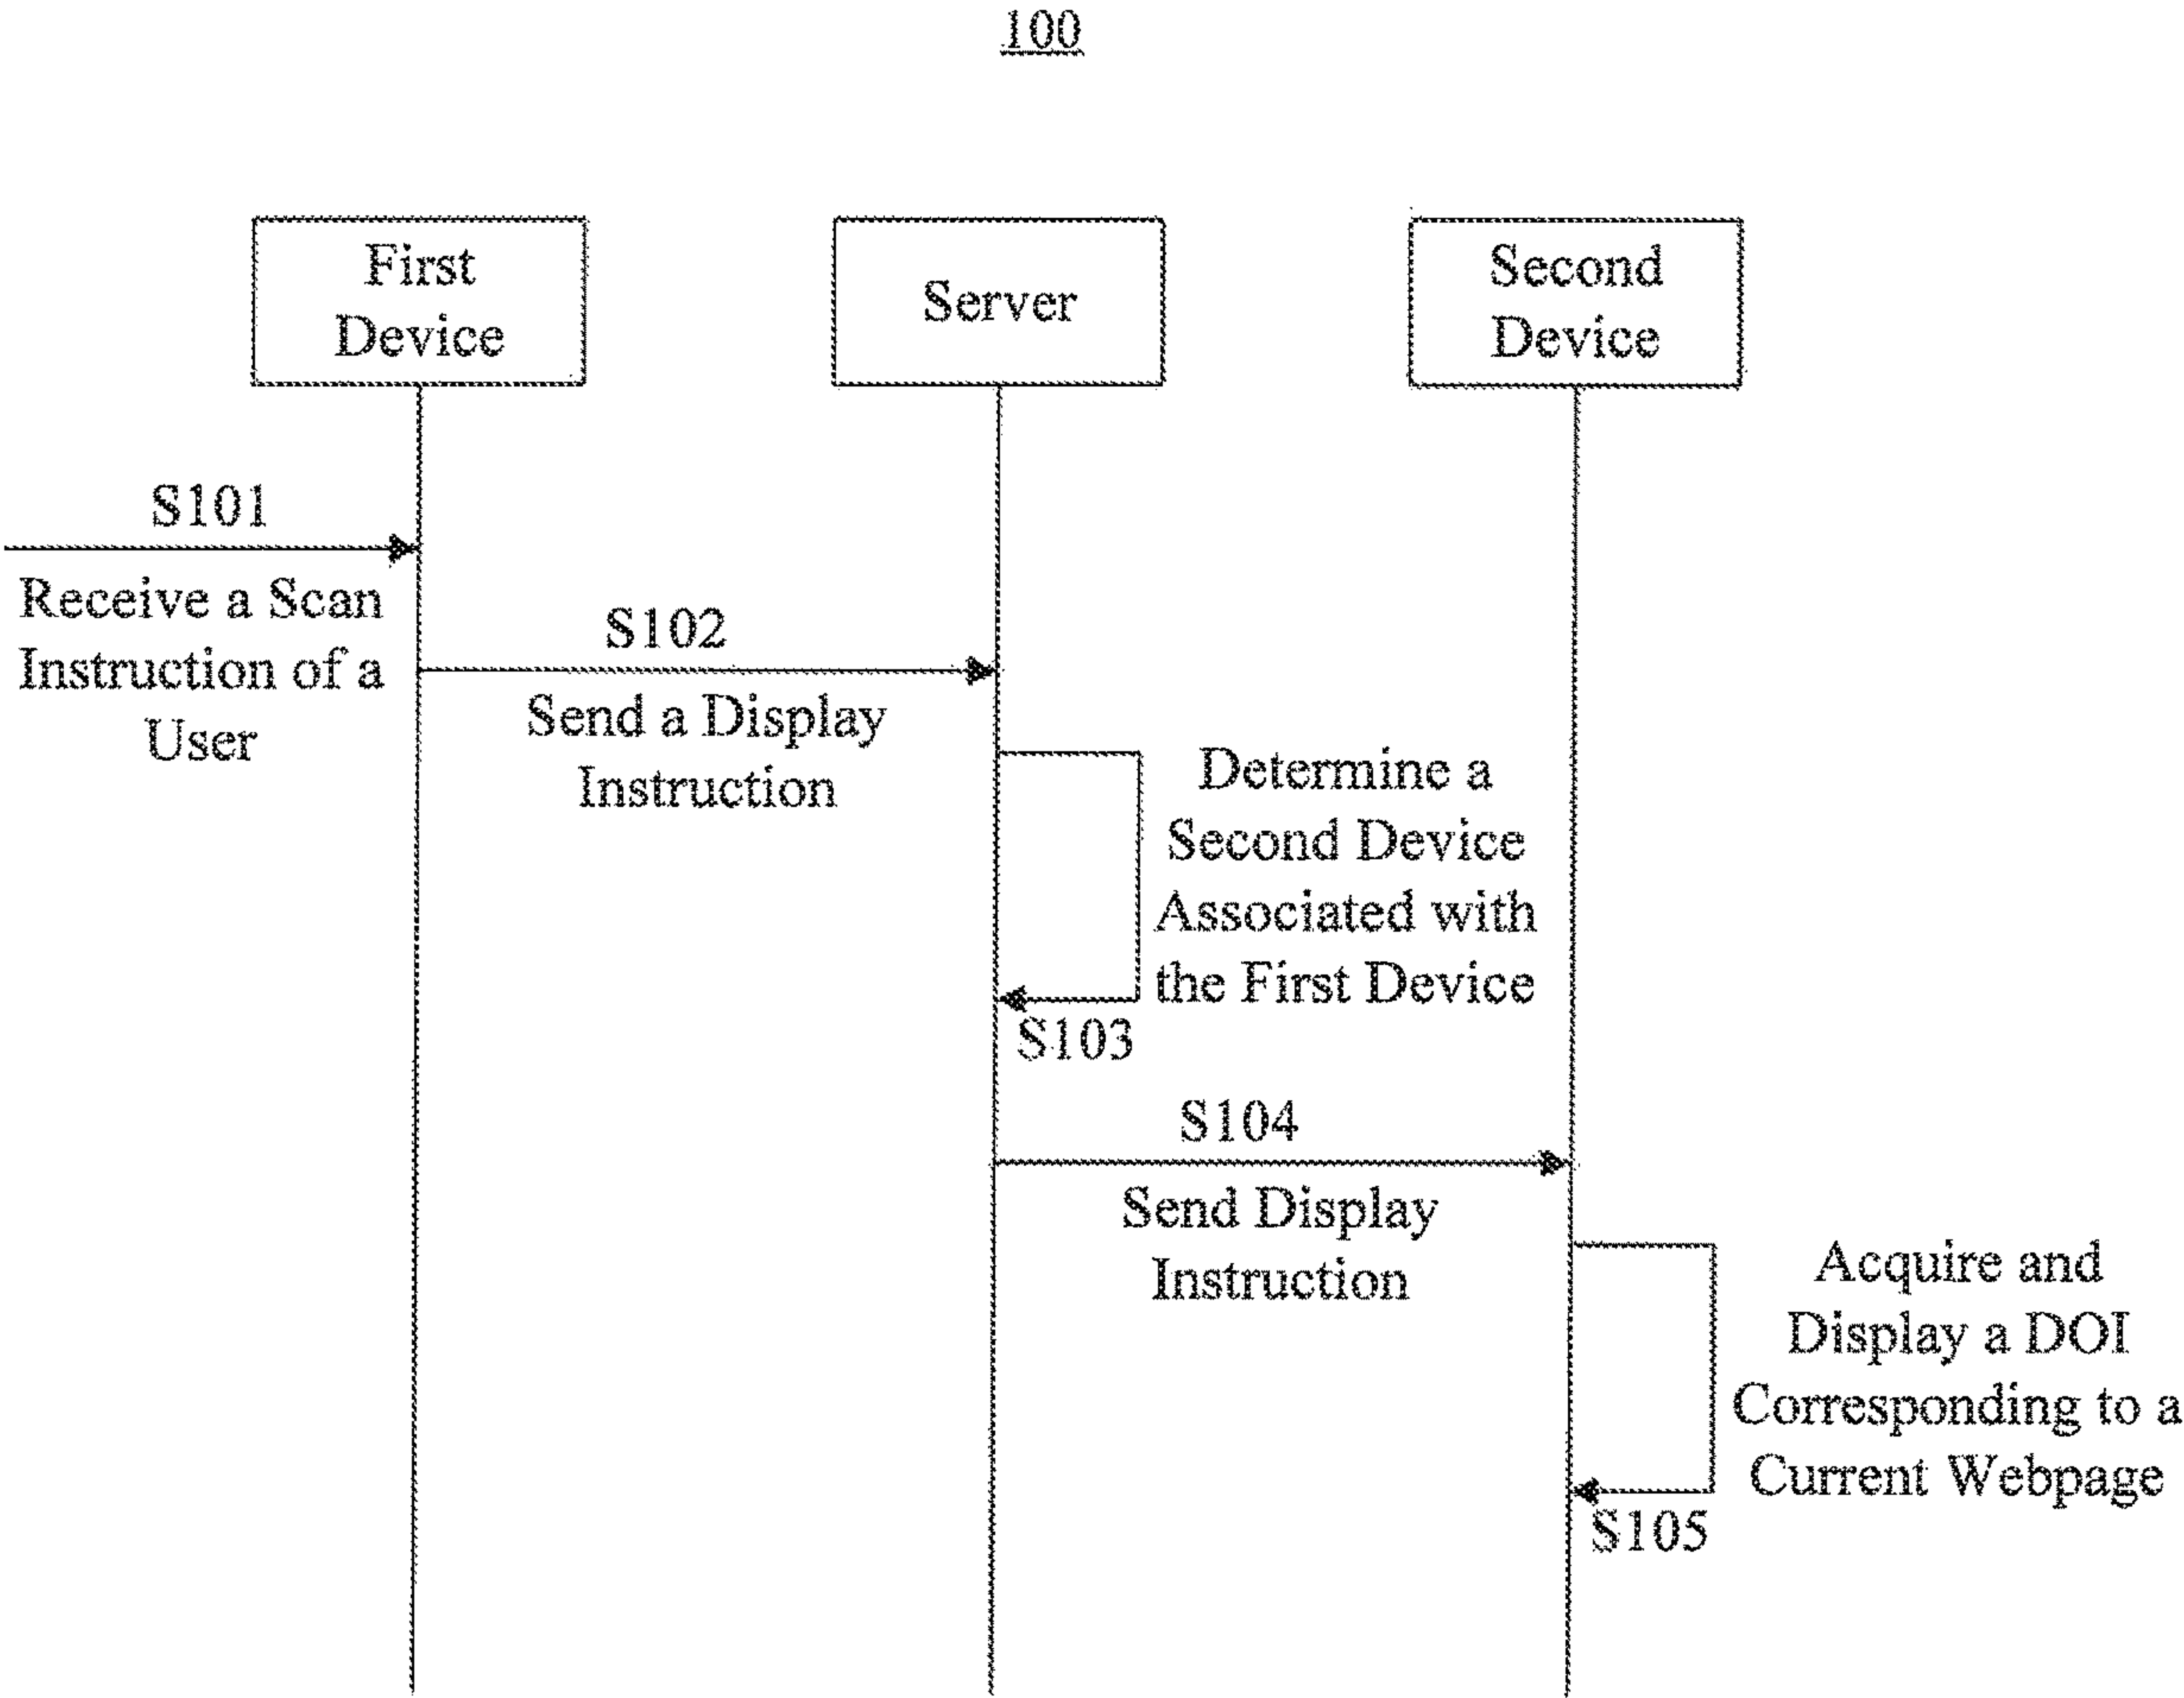 100
First
Device
Server
Second
Device
S101
Receive a Scan
Instruction of a
User
S102
Send a Display
Instruction
Determine a
Second Device
Associated with
the First Device
S103
S104
Send Display
Instruction
Acquire and
Display a DOI
Corresponding to a
Current Webpage
S105